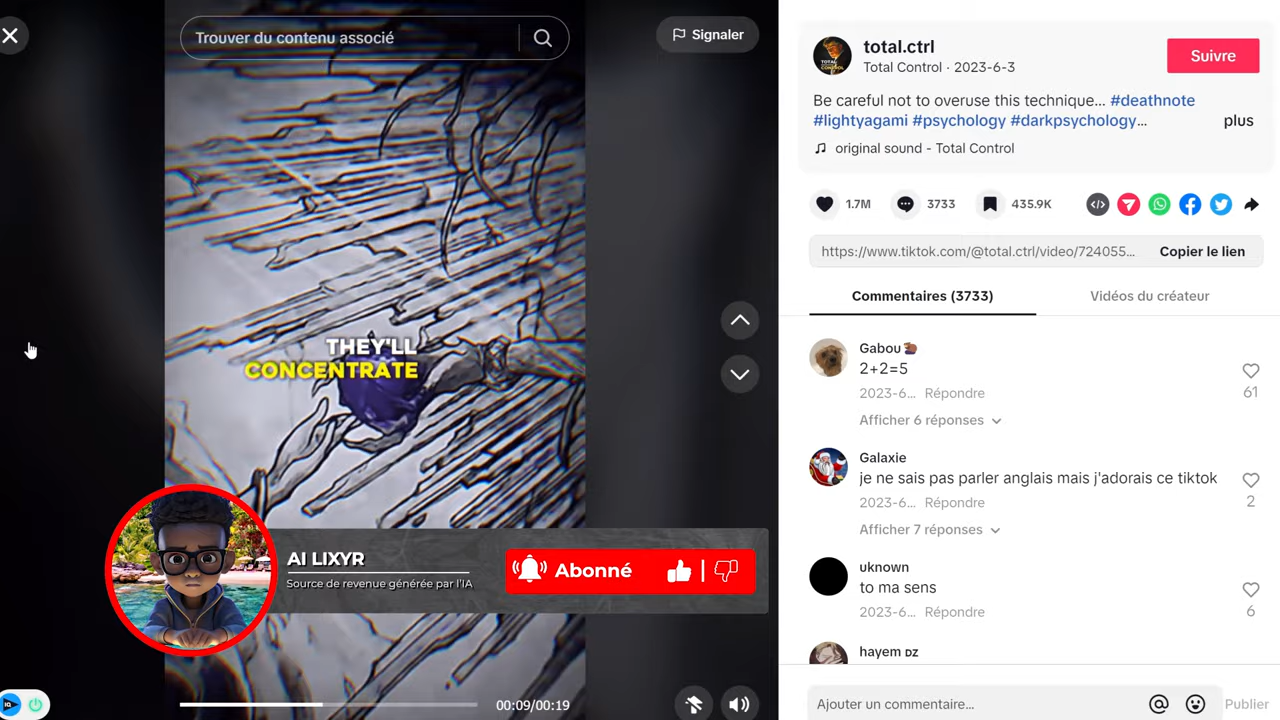 Trouver du contenu associé
Signaler
THEY'LL
CONCENTRATE
AI LIXYR
Source de revenue générée par l'IA
Abonné
00:09/00:19
total.ctrl
Total Control · 2023-6-3
Suivre
Be careful not to overuse this technique... #deathnote
#lightyagami #psychology #darkpsychology...
plus
original sound - Total Control
1.7M
3733
435.9K
https://www.tiktok.com/@total.ctrl/video/724055...
Copier le lien
Commentaires (3733)
Vidéos du créateur
Gabou
2+2=5
2023-6... Répondre
61
Afficher 6 réponses
Galaxie
je ne sais pas parler anglais mais j'adorais ce tiktok
2023-6... Répondre
2
Afficher 7 réponses
uknown
to ma sens
2023-6... Répondre
6
hayem ᴅᴢ
Ajouter un commentaire...
Publier